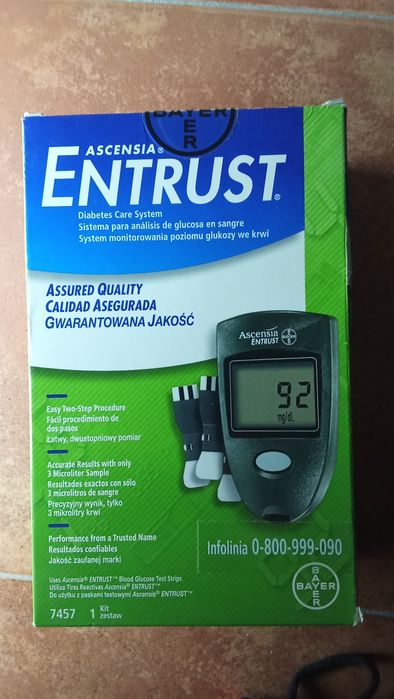 BAYER
E
R
ASCENSIA®
ENTRUST®
Diabetes Care System
Sistema para análisis de glucosa en sangre
System monitorowania poziomu glukozy we krwi
ASSURED QUALITY
CALIDAD ASEGURADA
GWARANTOWANA JAKOŚĆ
Ascensia
ENTRUST
BAYER
92
mg/dL
Easy Two-Step Procedure
Fácil procedimiento de
dos pasos
Łatwy, dwustopniowy pomiar
Accurate Results with only
3 Microliter Sample
Resultados exactos con sólo
3 microlitros de sangre
Precyzyjny wynik, tylko
3 mikrolitry krwi
Performance from a Trusted Name
Resultados confiables
Jakość zaufanej marki
Infolinia 0-800-999-090
Uses Ascensia® ENTRUST™ Blood Glucose Test Strips
Utiliza Tiras Reactivas Ascensia® ENTRUST™
Do użytku z paskami testowymi Ascensia® ENTRUST™
7457 1 Kit
zestaw
B
A
BAYER
E
R